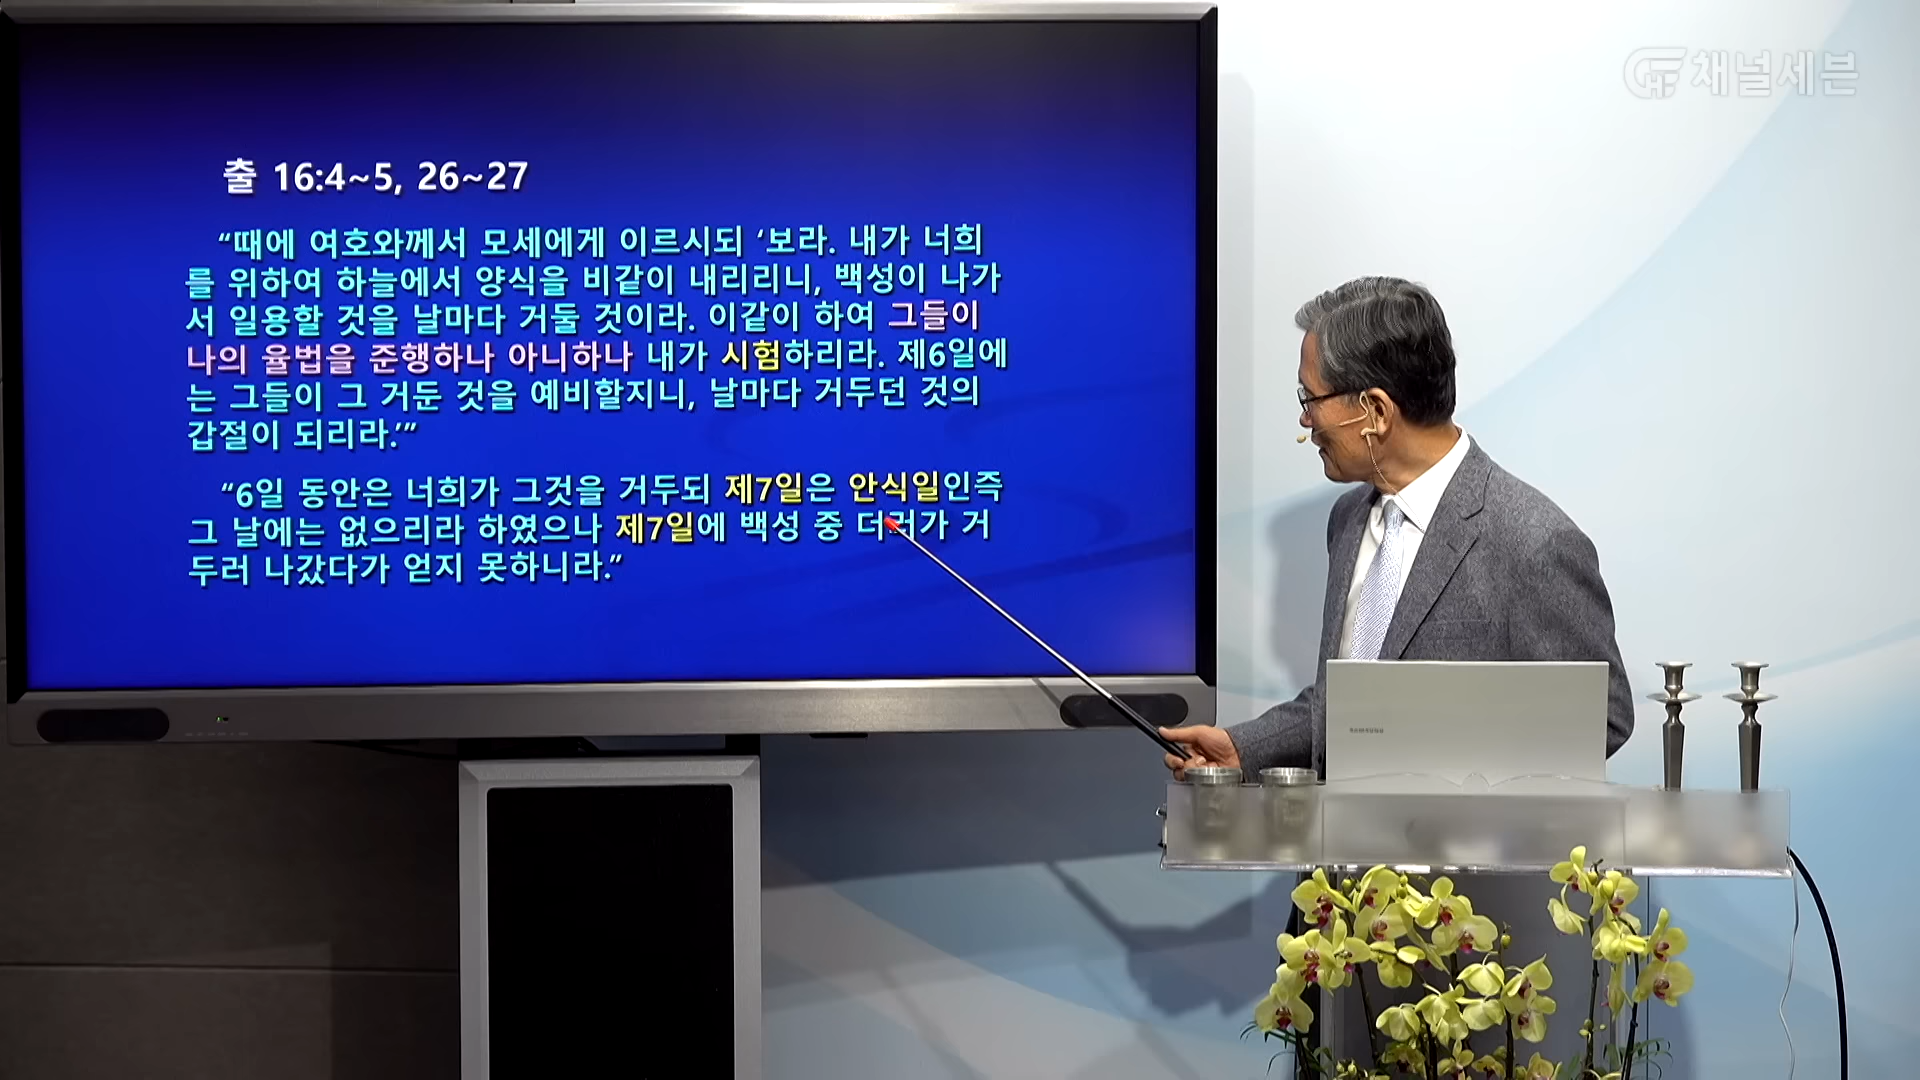 채널세븐
출 16:4~5, 26~27
“때에 여호와께서 모세에게 이르시되 ‘보라. 내가 너희
를 위하여 하늘에서 양식을 비같이 내리리니, 백성이 나가
서 일용할 것을 날마다 거둘 것이라. 이같이 하여 그들이
나의 율법을 준행하나 아니하나 내가 시험하리라. 제6일에
는 그들이 그 거둔 것을 예비할지니, 날마다 거두던 것의
갑절이 되리라.’”
“6일 동안은 너희가 그것을 거두되 제7일은 안식일인즉
그 날에는 없으리라 하였으나 제7일에 백성 중 더러가 거
두러 나갔다가 얻지 못하니라.”